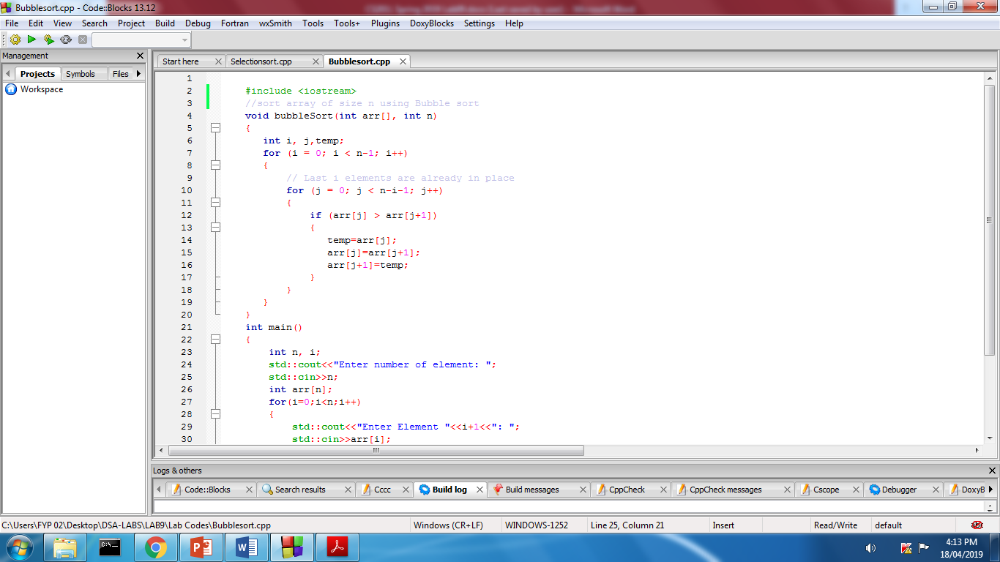 Bubblesort.cpp - Code::Blocks 13.12
File Edit View Search Project Build Debug Fortran wxSmith Tools Tools+ Plugins DoxyBlocks Settings Help
Management
Projects Symbols Files
Workspace
Start here Selectionsort.cpp Bubblesort.cpp
1
2 #include <iostream>
3 //sort array of size n using Bubble sort
4 void bubbleSort(int arr[], int n)
5 {
6 int i, j,temp;
7 for (i = 0; i < n-1; i++)
8 {
9 // Last i elements are already in place
10 for (j = 0; j < n-i-1; j++)
11 {
12 if (arr[j] > arr[j+1])
13 {
14 temp=arr[j];
15 arr[j]=arr[j+1];
16 arr[j+1]=temp;
17 }
18 }
19 }
20 }
21 int main()
22 {
23 int n, i;
24 std::cout<<"Enter number of element: ";
25 std::cin>>n;
26 int arr[n];
27 for(i=0;i<n;i++)
28 {
29 std::cout<<"Enter Element "<<i+1<<": ";
30 std::cin>>arr[i];
Logs & others
Code::Blocks Search results Cccc Build log Build messages CppCheck CppCheck messages Cscope Debugger DoxyB
C:\Users\FYP 02\Desktop\DSA-LABS\LAB9\Lab Codes\Bubblesort.cpp Windows (CR+LF) WINDOWS-1252 Line 25, Column 21 Insert Read/Write default
4:13 PM
18/04/2019